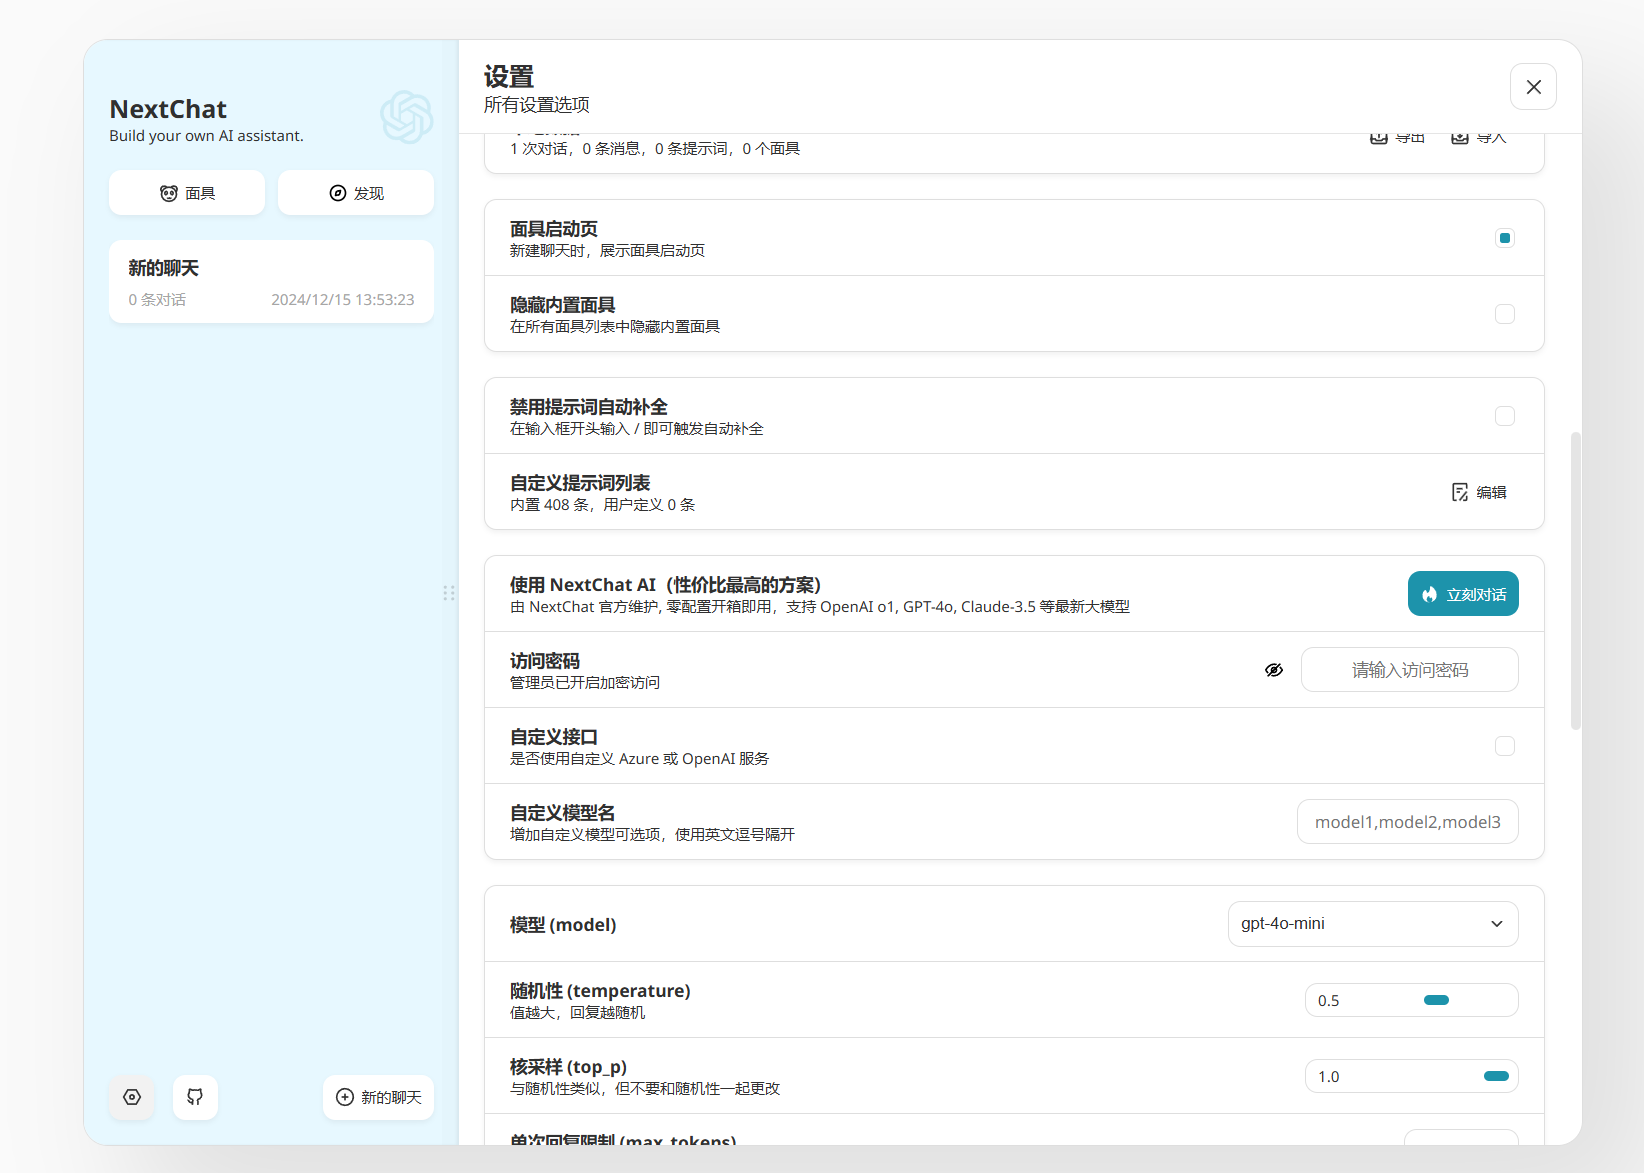 NextChat
Build your own AI assistant.
面具
发现
新的聊天
0 条对话
2024/12/15 13:53:23
新的聊天
设置
所有设置选项
1 次对话，0 条消息，0 条提示词，0 个面具
导出
导入
面具启动页
新建聊天时，展示面具启动页
隐藏内置面具
在所有面具列表中隐藏内置面具
禁用提示词自动补全
在输入框开头输入 / 即可触发自动补全
自定义提示词列表
内置 408 条，用户定义 0 条
编辑
使用 NextChat AI（性价比最高的方案）
由 NextChat 官方维护, 零配置开箱即用，支持 OpenAI o1, GPT-4o, Claude-3.5 等最新大模型
立刻对话
访问密码
管理员已开启加密访问
请输入访问密码
自定义接口
是否使用自定义 Azure 或 OpenAI 服务
自定义模型名
增加自定义模型可选项，使用英文逗号隔开
model1,model2,model3
模型 (model)
gpt-4o-mini
随机性 (temperature)
值越大，回复越随机
0.5
核采样 (top_p)
与随机性类似，但不要和随机性一起更改
1.0
单次回复限制 (max_tokens)